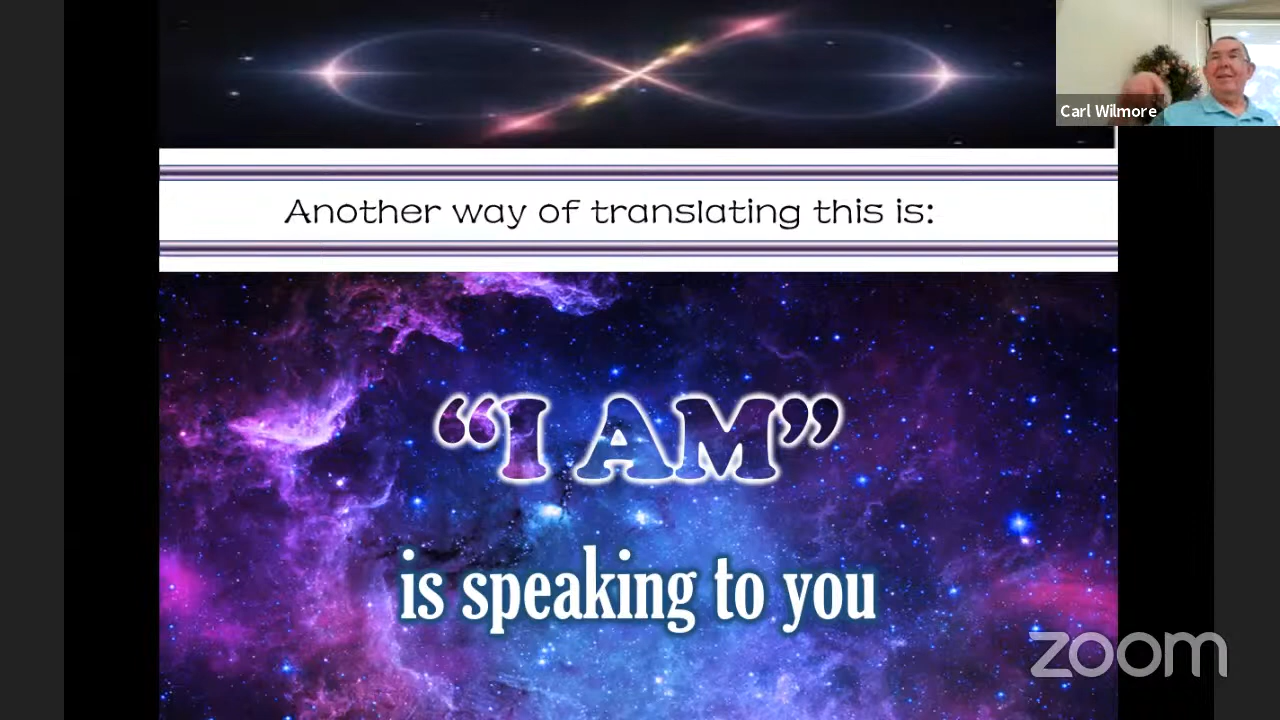 Carl Wilmore
Another way of translating this is:
“I AM”
is speaking to you
zoom